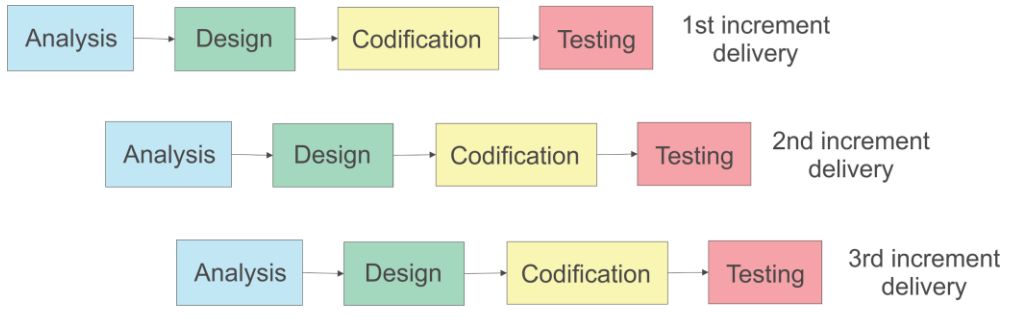 Analysis
Design
Codification
Testing
1st increment
delivery
Analysis
Design
Codification
Testing
2nd increment
delivery
Analysis
Design
Codification
Testing
3rd increment
delivery